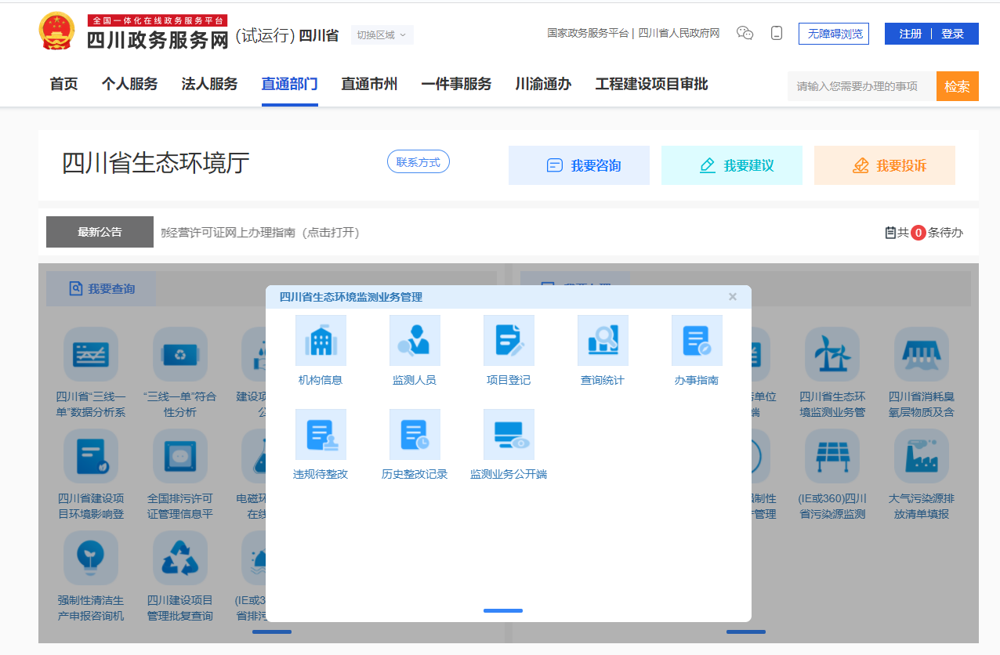 全国一体化在线政务服务平台
四川政务服务网 (试运行) 四川省 切换区域
国家政务服务平台 | 四川省人民政府网
无障碍浏览
注册 | 登录
首页 个人服务 法人服务 直通部门 直通市州 一件事服务 川渝通办 工程建设项目审批
请输入您需要办理的事项 检索
四川省生态环境厅 联系方式 我要咨询 我要建议 我要投诉
最新公告 经营许可证网上办理指南（点击打开） 共0条待办
我要查询
四川省生态环境监测业务管理 ×
机构信息 监测人员 项目登记 查询统计 办事指南
违规待整改 历史整改记录 监测业务公开端
四川省“三线一
单”数据分析系
“三线一单”符合
性分析
建设项
四川省建设项
目环境影响登
全国排污许可
证管理信息平
电磁环
在线
强制性清洁生
产申报咨询机
四川建设项目
管理批复查询
(IE或3
省排污
单位
端
四川省生态环
境监测业务管
四川省消耗臭
氧层物质及含
制性
管理
(IE或360)四川
省污染源监测
大气污染源排
放清单填报